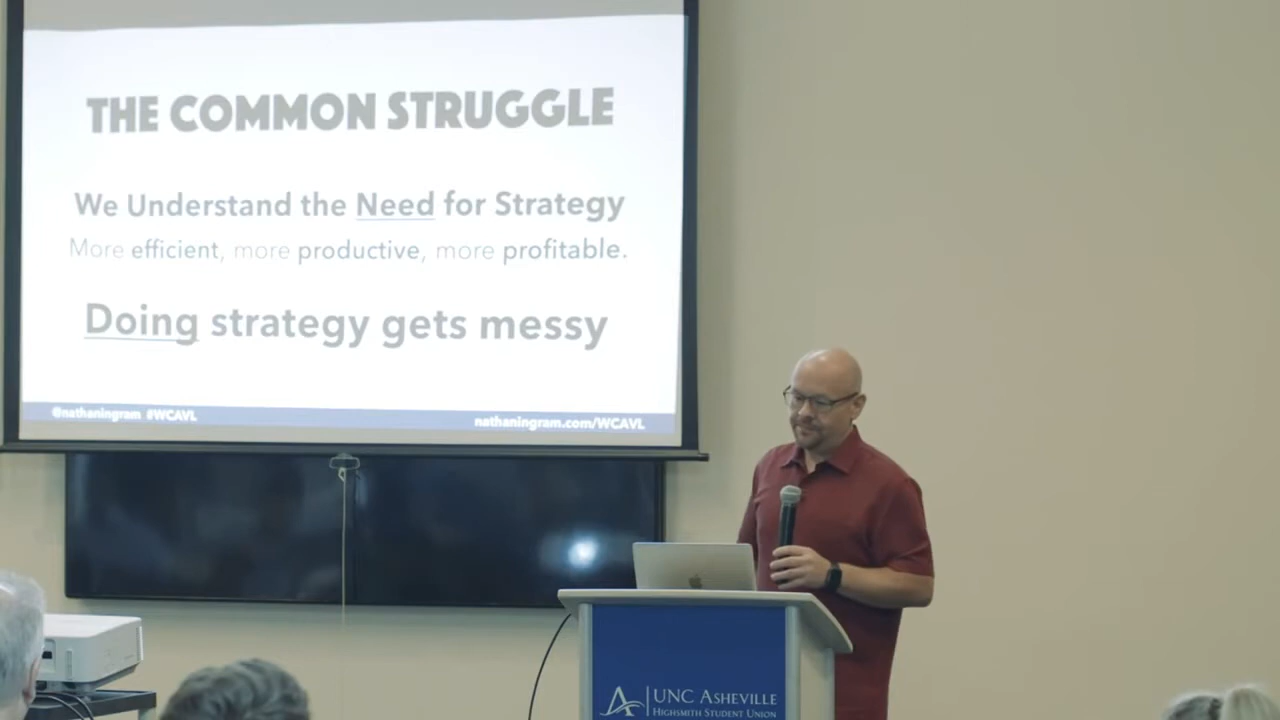 THE COMMON STRUGGLE
We Understand the Need for Strategy
More efficient, more productive, more profitable.
Doing strategy gets messy
@nathaningram #WCAVL
nathaningram.com/WCAVL
UNC ASHEVILLE
HIGHSMITH STUDENT UNION